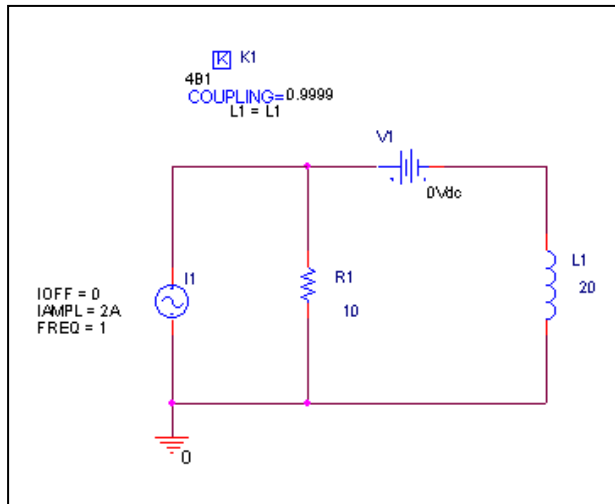 K K1
4B1
COUPLING=0.9999
L1 = L1
V1
0Vdc
I1
IOFF = 0
IAMPL = 2A
FREQ = 1
R1
10
L1
20
0